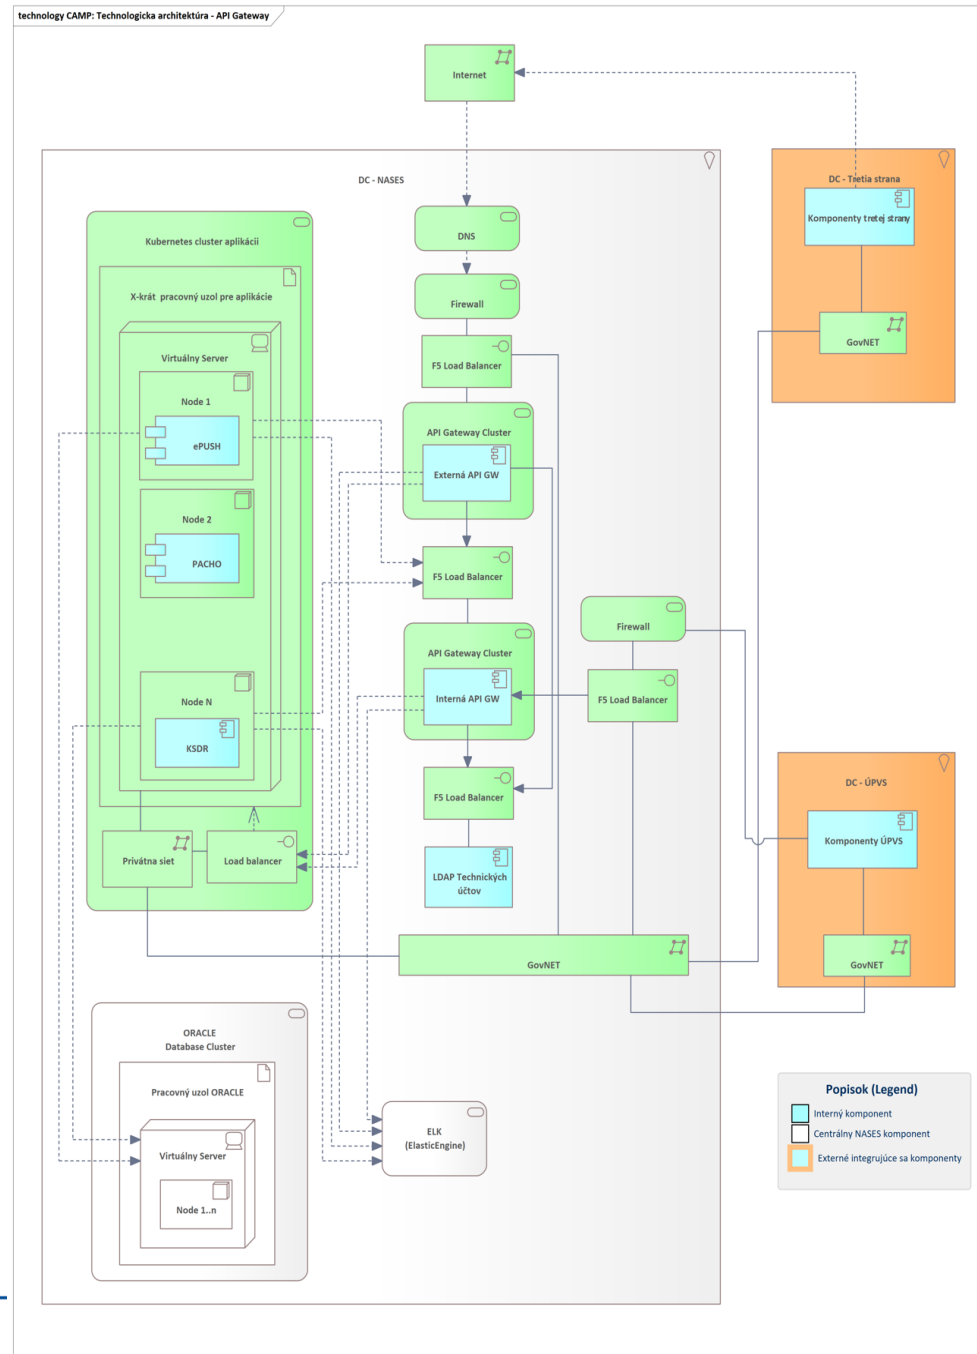 technology CAMP: Technologicka architektúra - API Gateway
Internet
DC - NASES
DC - Tretia strana
Komponenty tretej strany
GovNET
Kubernetes cluster aplikácii
X-krát pracovný uzol pre aplikácie
Virtuálny Server
Node 1
ePUSH
Node 2
PACHO
Node N
KSDR
Privátna siet
Load balancer
DNS
Firewall
F5 Load Balancer
API Gateway Cluster
Externá API GW
F5 Load Balancer
API Gateway Cluster
Interná API GW
F5 Load Balancer
LDAP Technických
účtov
Firewall
F5 Load Balancer
GovNET
DC - ÚPVS
Komponenty ÚPVS
GovNET
ORACLE
Database Cluster
Pracovný uzol ORACLE
Virtuálny Server
Node 1..n
ELK
(ElasticEngine)
Popisok (Legend)
Interný komponent
Centrálny NASES komponent
Externé integrujúce sa komponenty